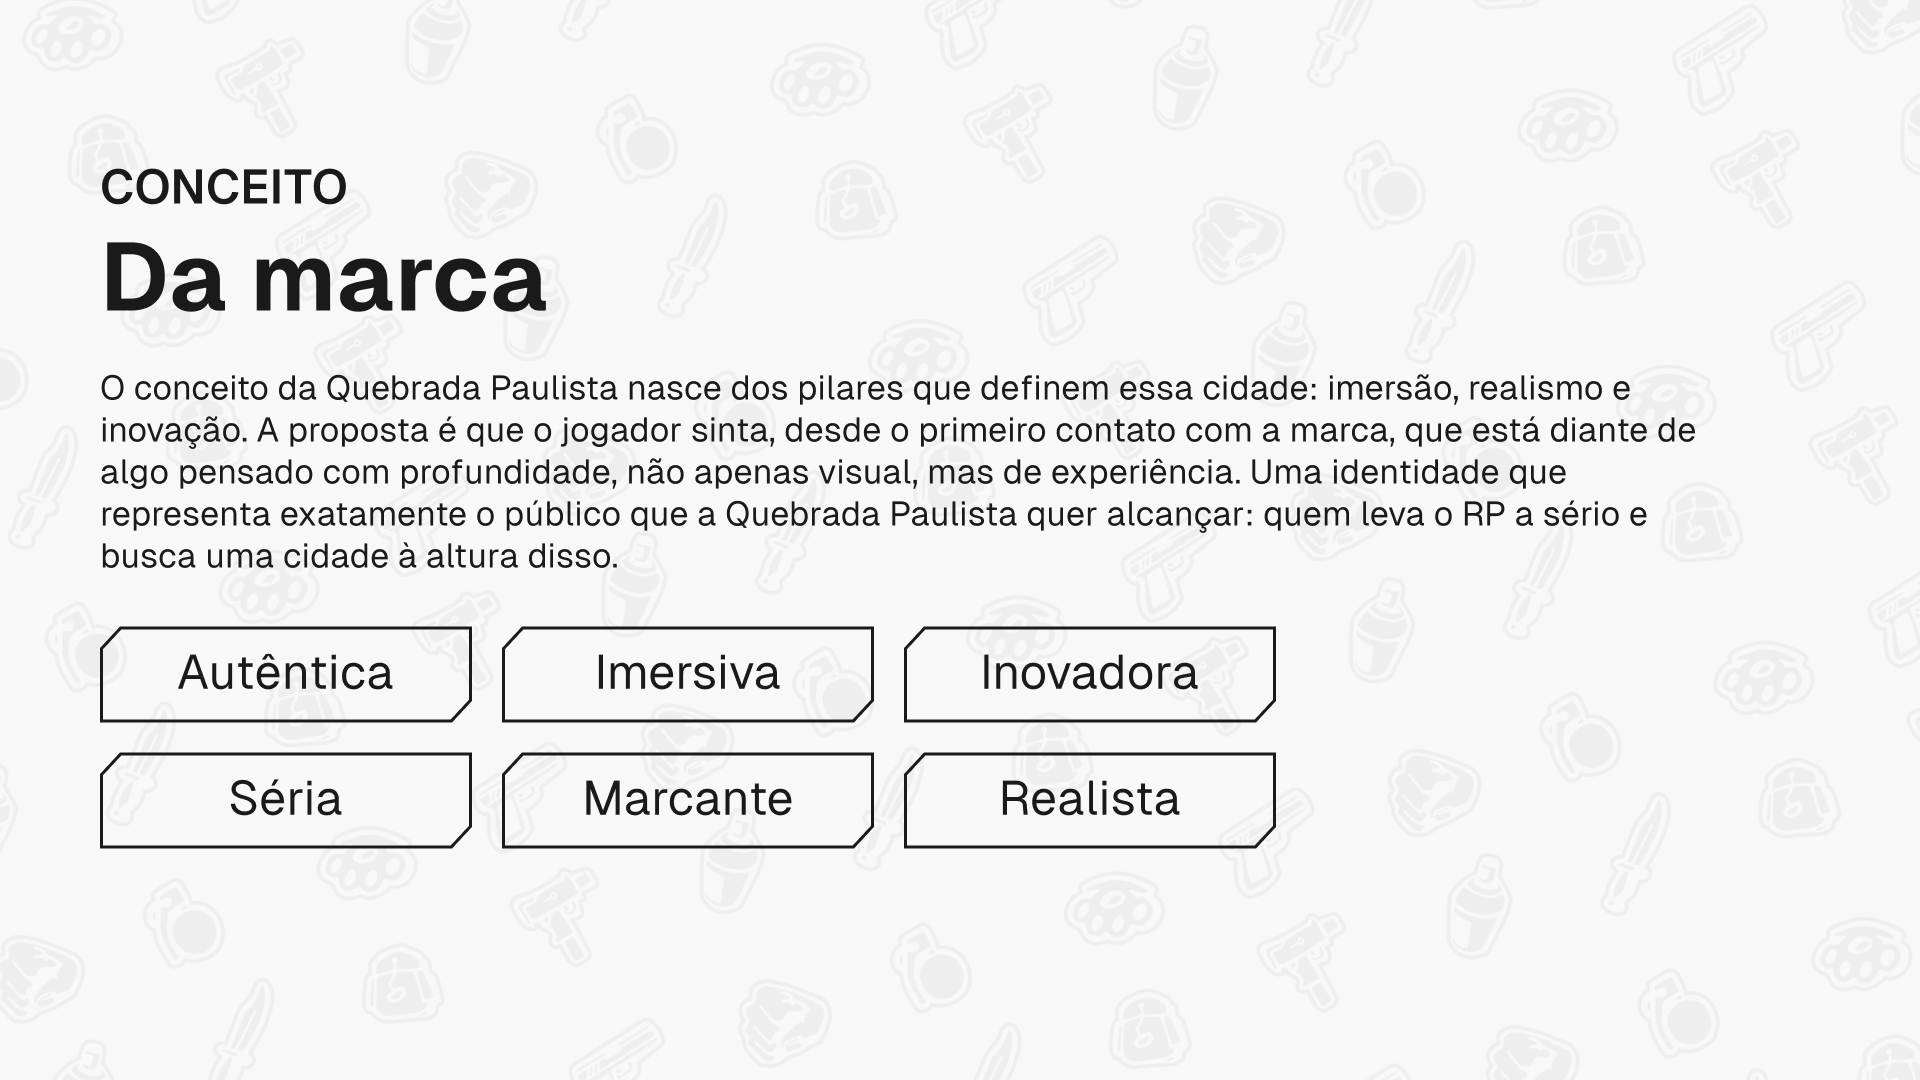 CONCEITO
Da marca
O conceito da Quebrada Paulista nasce dos pilares que definem essa cidade: imersão, realismo e
inovação. A proposta é que o jogador sinta, desde o primeiro contato com a marca, que está diante de
algo pensado com profundidade, não apenas visual, mas de experiência. Uma identidade que
representa exatamente o público que a Quebrada Paulista quer alcançar: quem leva o RP a sério e
busca uma cidade à altura disso.
Autêntica
Imersiva
Inovadora
Séria
Marcante
Realista